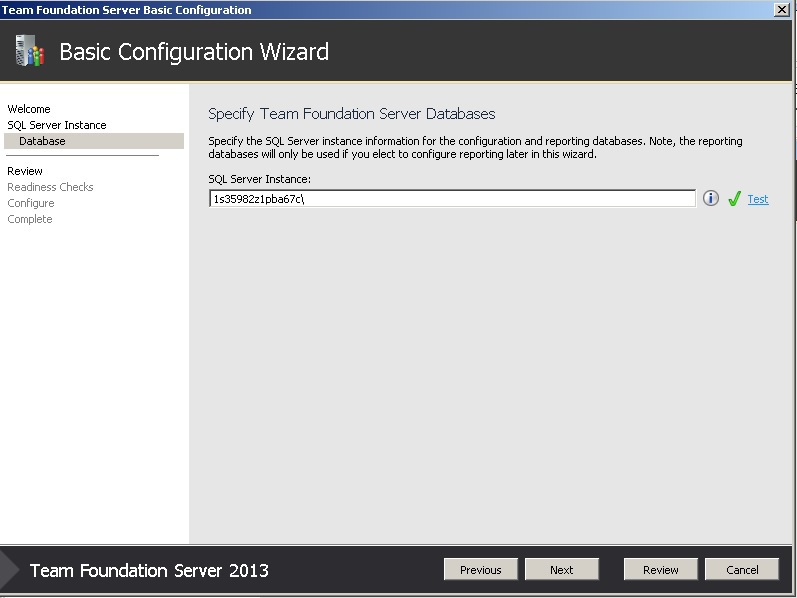 Team Foundation Server Basic Configuration
Basic Configuration Wizard
Welcome
SQL Server Instance
Database
Review
Readiness Checks
Configure
Complete
Specify Team Foundation Server Databases
Specify the SQL Server instance information for the configuration and reporting databases. Note, the reporting
databases will only be used if you elect to configure reporting later in this wizard.
SQL Server Instance:
1s35982z1pba67c\
Test
Team Foundation Server 2013
Previous
Next
Review
Cancel